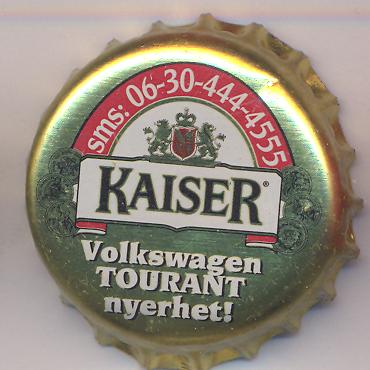 sms: 06-30-444-4555
KAISER®
Volkswagen
TOURANT
nyerhet!